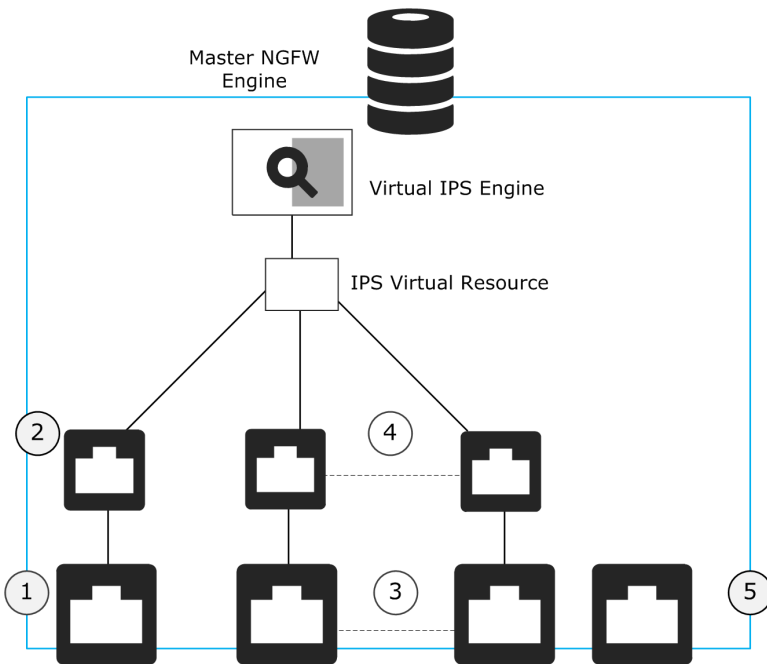 Master NGFW
Engine
Virtual IPS Engine
IPS Virtual Resource
2
4
1
3
5